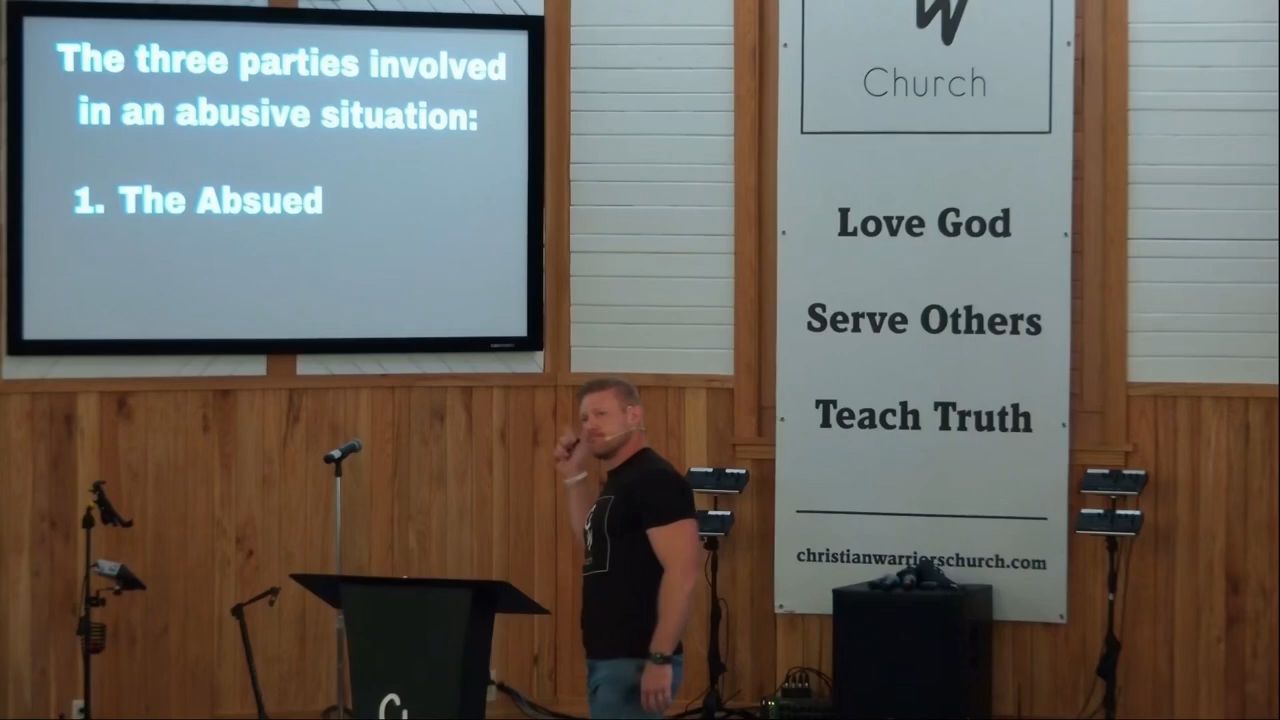 The three parties involved
in an abusive situation:
1. The Absued
W
Church
Love God
Serve Others
Teach Truth
christianwarriorschurch.com